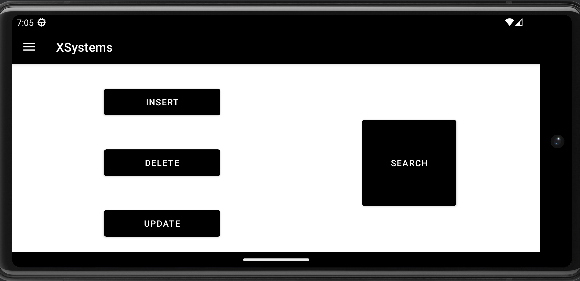 7:05
XSystems
INSERT
DELETE
SEARCH
UPDATE